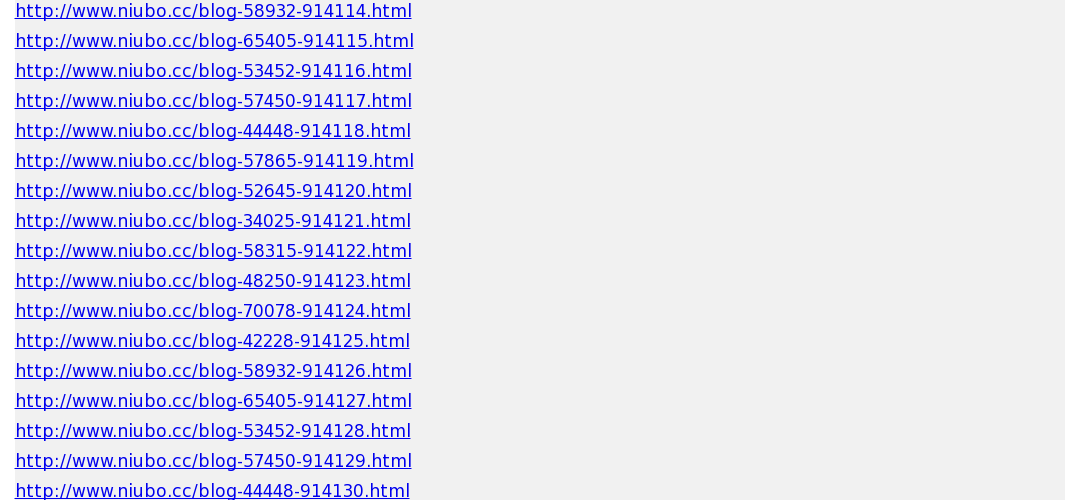 http://www.niubo.cc/blog-58932-914114.html
http://www.niubo.cc/blog-65405-914115.html
http://www.niubo.cc/blog-53452-914116.html
http://www.niubo.cc/blog-57450-914117.html
http://www.niubo.cc/blog-44448-914118.html
http://www.niubo.cc/blog-57865-914119.html
http://www.niubo.cc/blog-52645-914120.html
http://www.niubo.cc/blog-34025-914121.html
http://www.niubo.cc/blog-58315-914122.html
http://www.niubo.cc/blog-48250-914123.html
http://www.niubo.cc/blog-70078-914124.html
http://www.niubo.cc/blog-42228-914125.html
http://www.niubo.cc/blog-58932-914126.html
http://www.niubo.cc/blog-65405-914127.html
http://www.niubo.cc/blog-53452-914128.html
http://www.niubo.cc/blog-57450-914129.html
http://www.niubo.cc/blog-44448-914130.html